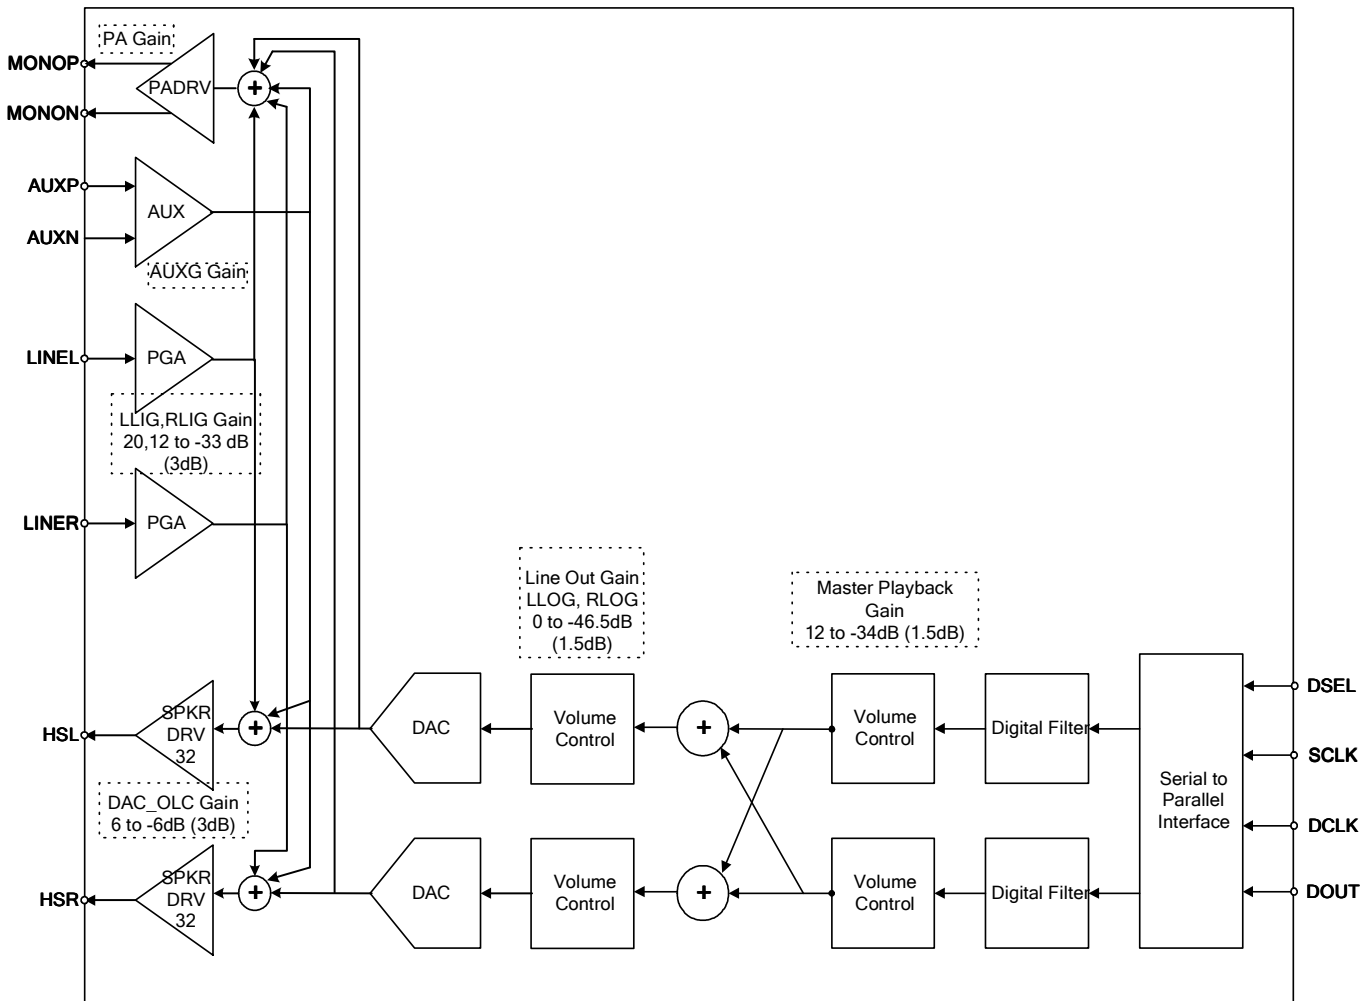 PA Gain
MONOP
PADRV
+
MONON
AUXP
AUX
AUXN
AUXG Gain
LINEL
PGA
LLIG,RLIG Gain
20,12 to -33 dB
(3dB)
LINER
PGA
Line Out Gain
LLOG, RLOG
0 to -46.5dB
(1.5dB)
Master Playback
Gain
12 to -34dB (1.5dB)
HSL
SPKR
DRV
32
+
DAC
Volume
Control
+
Volume
Control
Digital Filter
Serial to
Parallel
Interface
DSEL
SCLK
DCLK
DOUT
DAC_OLC Gain
6 to -6dB (3dB)
HSR
SPKR
DRV
32
+
DAC
Volume
Control
+
Volume
Control
Digital Filter